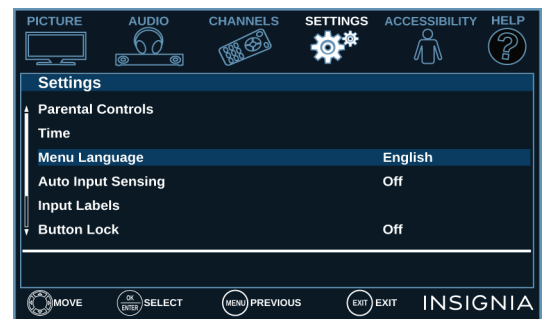 PICTURE AUDIO CHANNELS SETTINGS ACCESSIBILITY HELP
?
Settings
Parental Controls
Time
Menu Language English
Auto Input Sensing Off
Input Labels
Button Lock Off
MOVE OK ENTER SELECT MENU PREVIOUS EXIT EXIT INSIGNIA